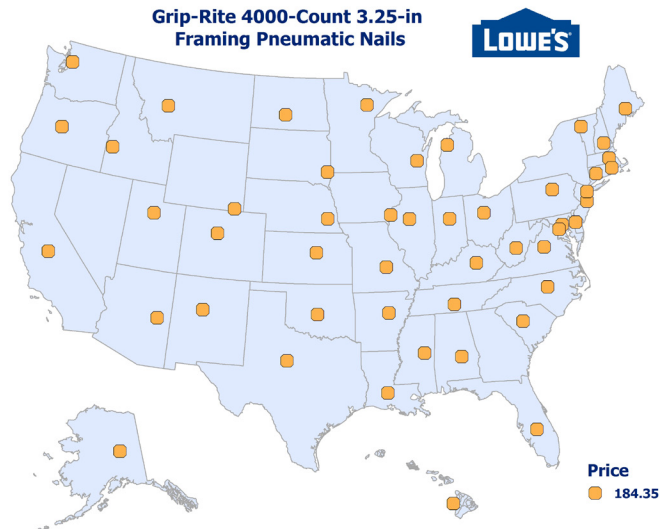 Grip-Rite 4000-Count 3.25-in
Framing Pneumatic Nails
LOWE'S
Price
184.35